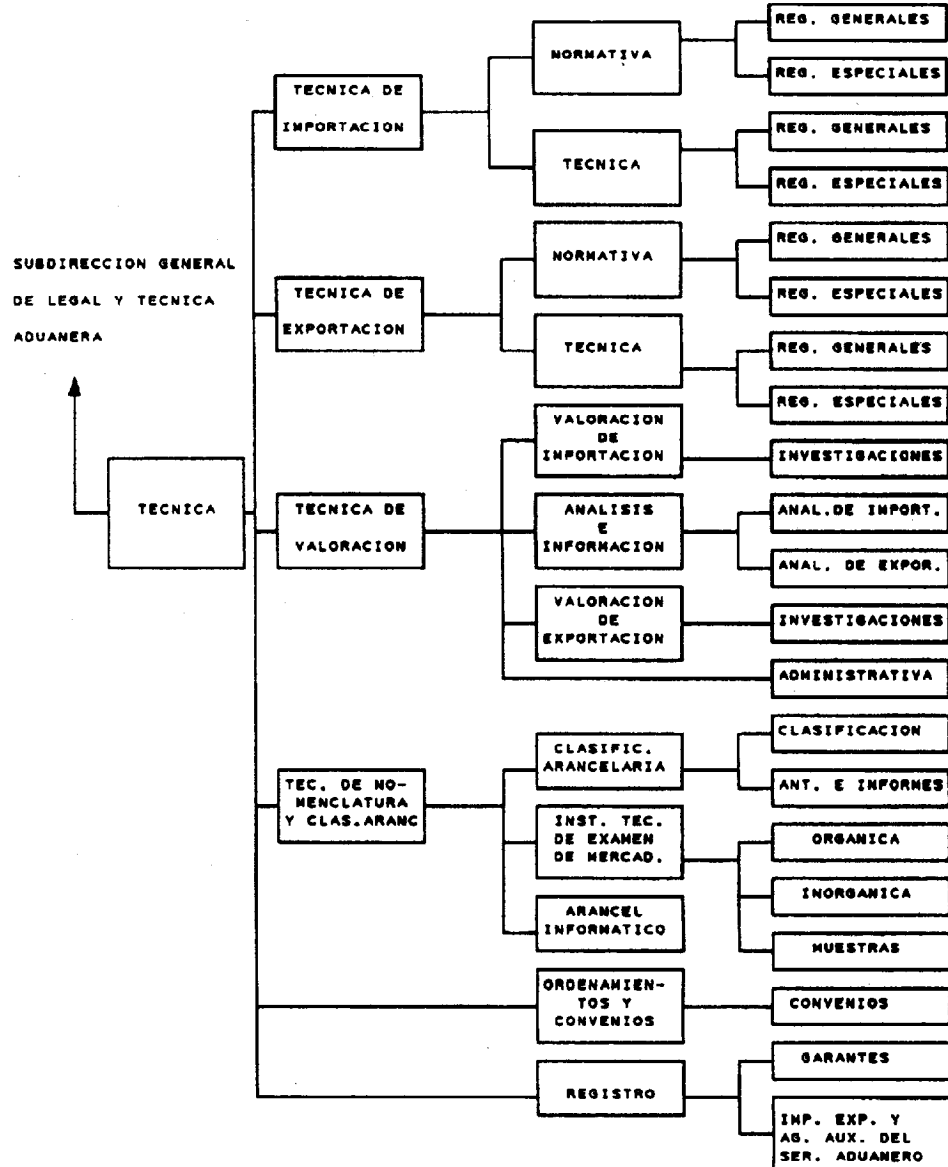 SUBDIRECCION GENERAL
DE LEGAL Y TECNICA
ADUANERA
TECNICA
TECNICA DE
IMPORTACION
NORMATIVA
REG. GENERALES
REG. ESPECIALES
TECNICA
REG. GENERALES
REG. ESPECIALES
TECNICA DE
EXPORTACION
NORMATIVA
REG. GENERALES
REG. ESPECIALES
TECNICA
REG. GENERALES
REG. ESPECIALES
TECNICA DE
VALORACION
VALORACION
DE
IMPORTACION
INVESTIGACIONES
ANALISIS
E
INFORMACION
ANAL.DE IMPORT.
ANAL. DE EXPOR.
VALORACION
DE
EXPORTACION
INVESTIGACIONES
ADMINISTRATIVA
TEC. DE NO-
MENCLATURA
Y CLAS.ARANC
CLASIFIC.
ARANCELARIA
CLASIFICACION
ANT. E INFORMES
INST. TEC.
DE EXAMEN
DE MERCAD.
ORGANICA
INORGANICA
MUESTRAS
ARANCEL
INFORMATICO
ORDENAMIEN-
TOS Y
CONVENIOS
CONVENIOS
REGISTRO
GARANTES
IMP. EXP. Y
AG. AUX. DEL
SER. ADUANERO